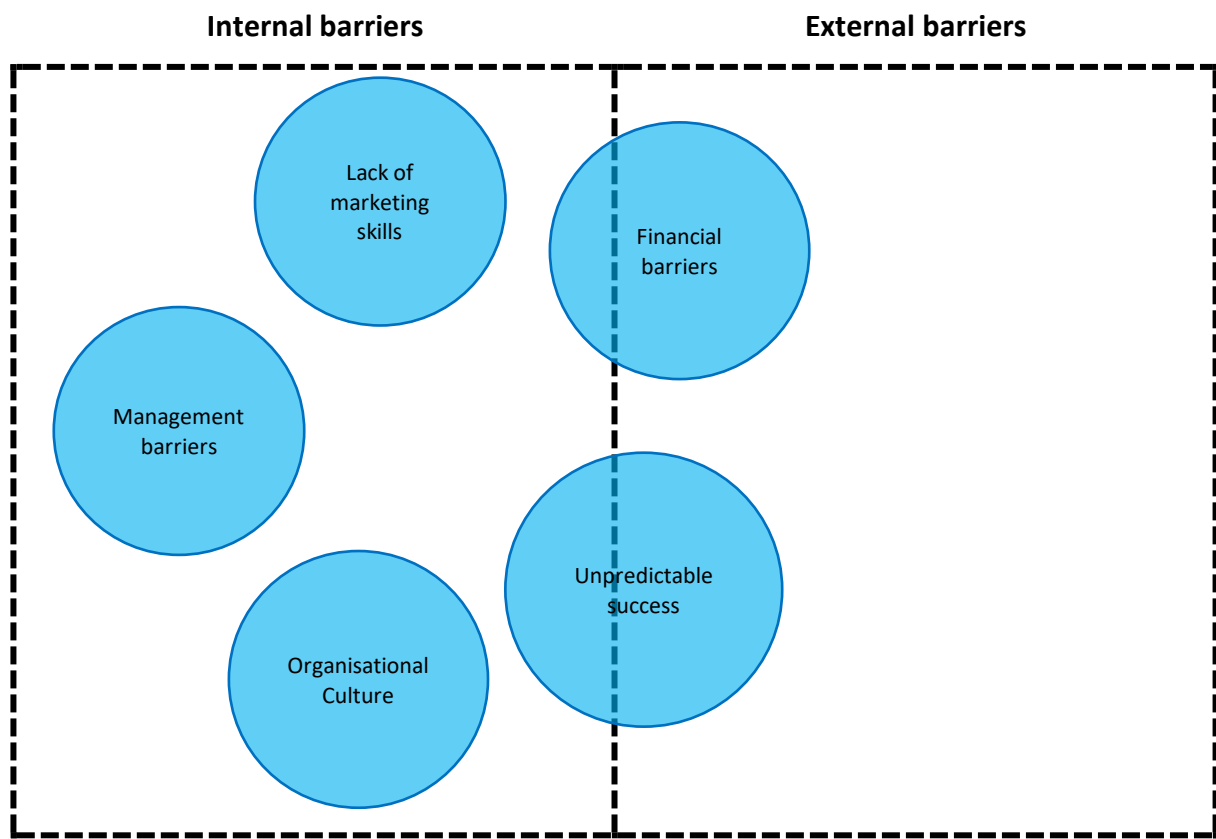 Internal barriers
External barriers
Lack of
marketing
skills
Financial
barriers
Management
barriers
Unpredictable
success
Organisational
Culture